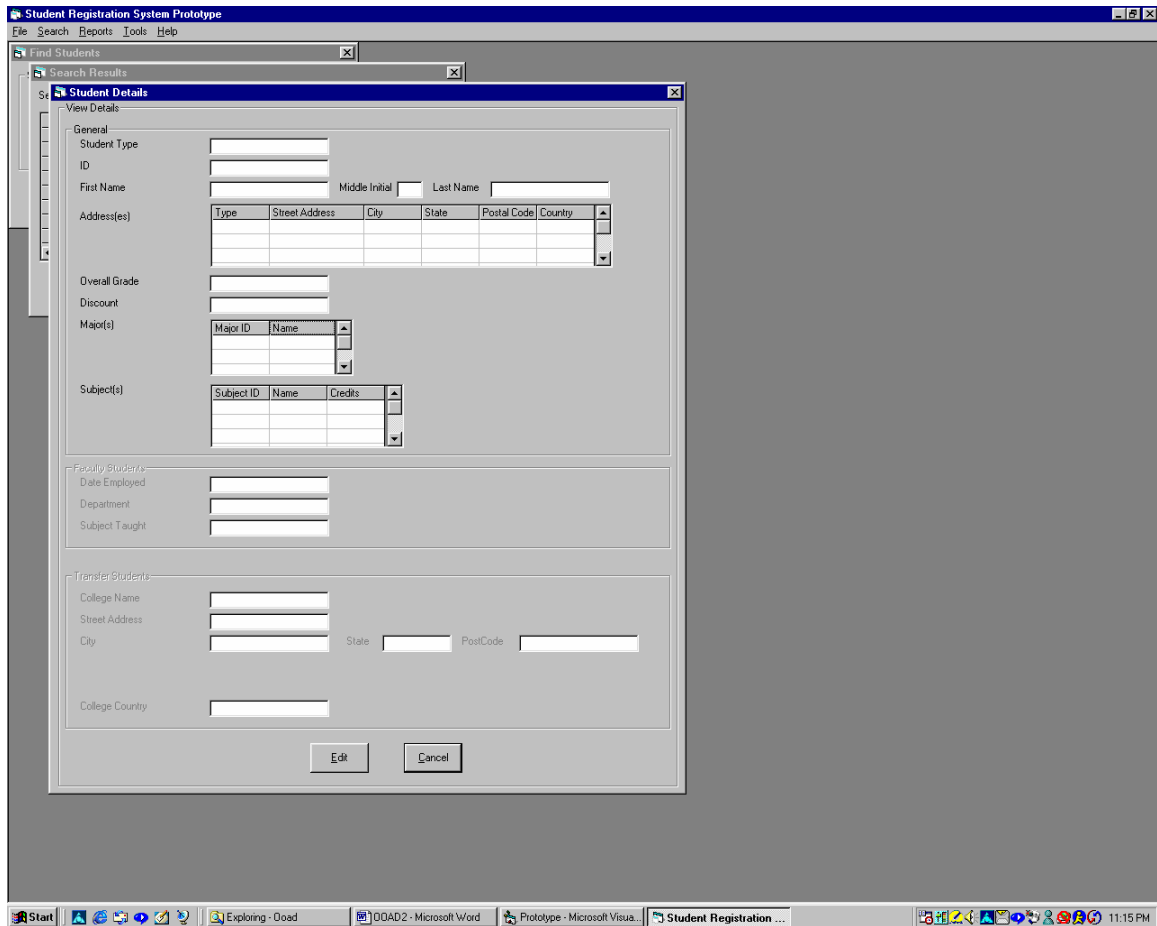 Student Registration System Prototype
File Search Reports Tools Help
Find Students
Search Results
Se
Student Details
View Details
General
Student Type
ID
First Name Middle Initial Last Name
Address(es) Type Street Address City State Postal Code Country
Overall Grade
Discount
Major(s) Major ID Name
Subject(s) Subject ID Name Credits
Faculty Students
Date Employed
Department
Subject Taught
Transfer Students
College Name
Street Address
City State PostCode
College Country
Edit Cancel
Start Exploring - Ooad OOAD2 - Microsoft Word Prototype - Microsoft Visua... Student Registration ... 11:15 PM